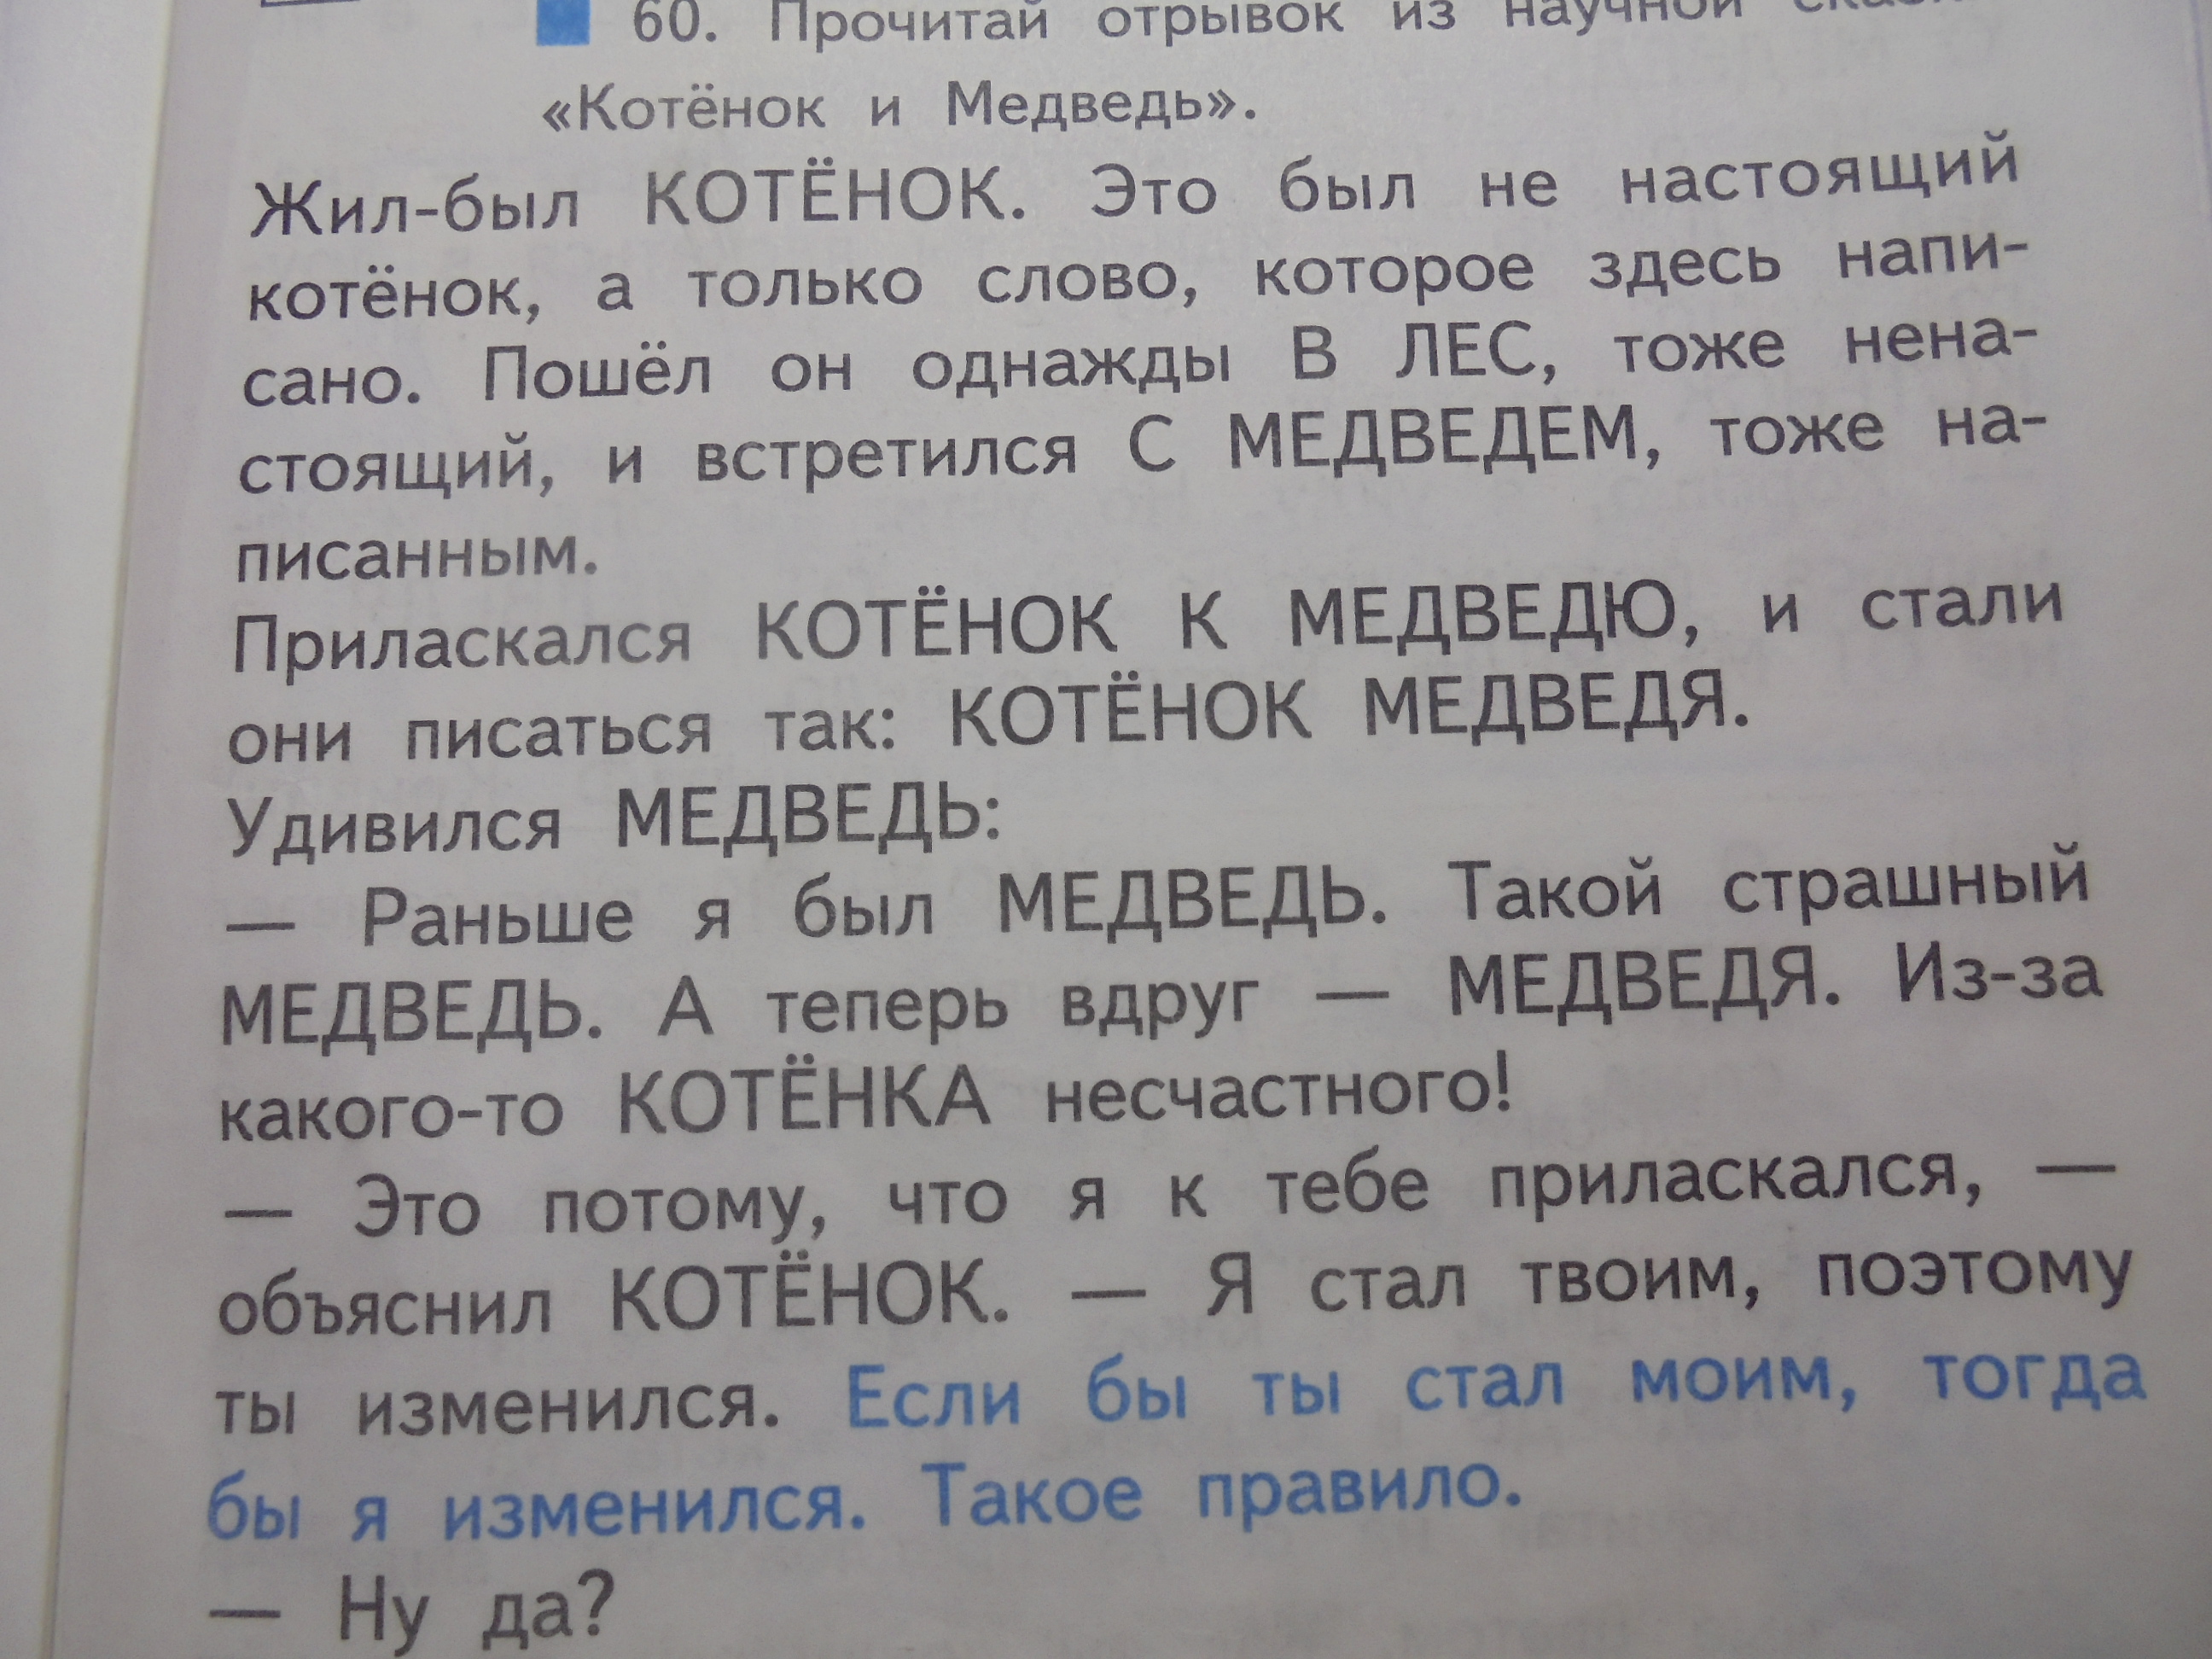 60. Прочитай отрывок из научной
«Котёнок и Медведь».
Жил-был КОТЁНОК. Это был не настоящий
котёнок, а только слово, которое здесь напи-
сано. Пошёл он однажды В ЛЕС, тоже нена-
стоящий, и встретился С МЕДВЕДЕМ, тоже на-
писанным.
Приласкался КОТЁНОК К МЕДВЕДЮ, и стали
они писаться так: КОТЁНОК МЕДВЕДЯ.
Удивился МЕДВЕДЬ:
— Раньше я был МЕДВЕДЬ. Такой страшный
МЕДВЕДЬ. А теперь вдруг — МЕДВЕДЯ. Из-за
какого-то КОТЁНКА несчастного!
— Это потому, что я к тебе приласкался, —
объяснил КОТЁНОК. — Я стал твоим, поэтому
ты изменился. Если бы ты стал моим, тогда
бы я изменился. Такое правило.
— Ну да?